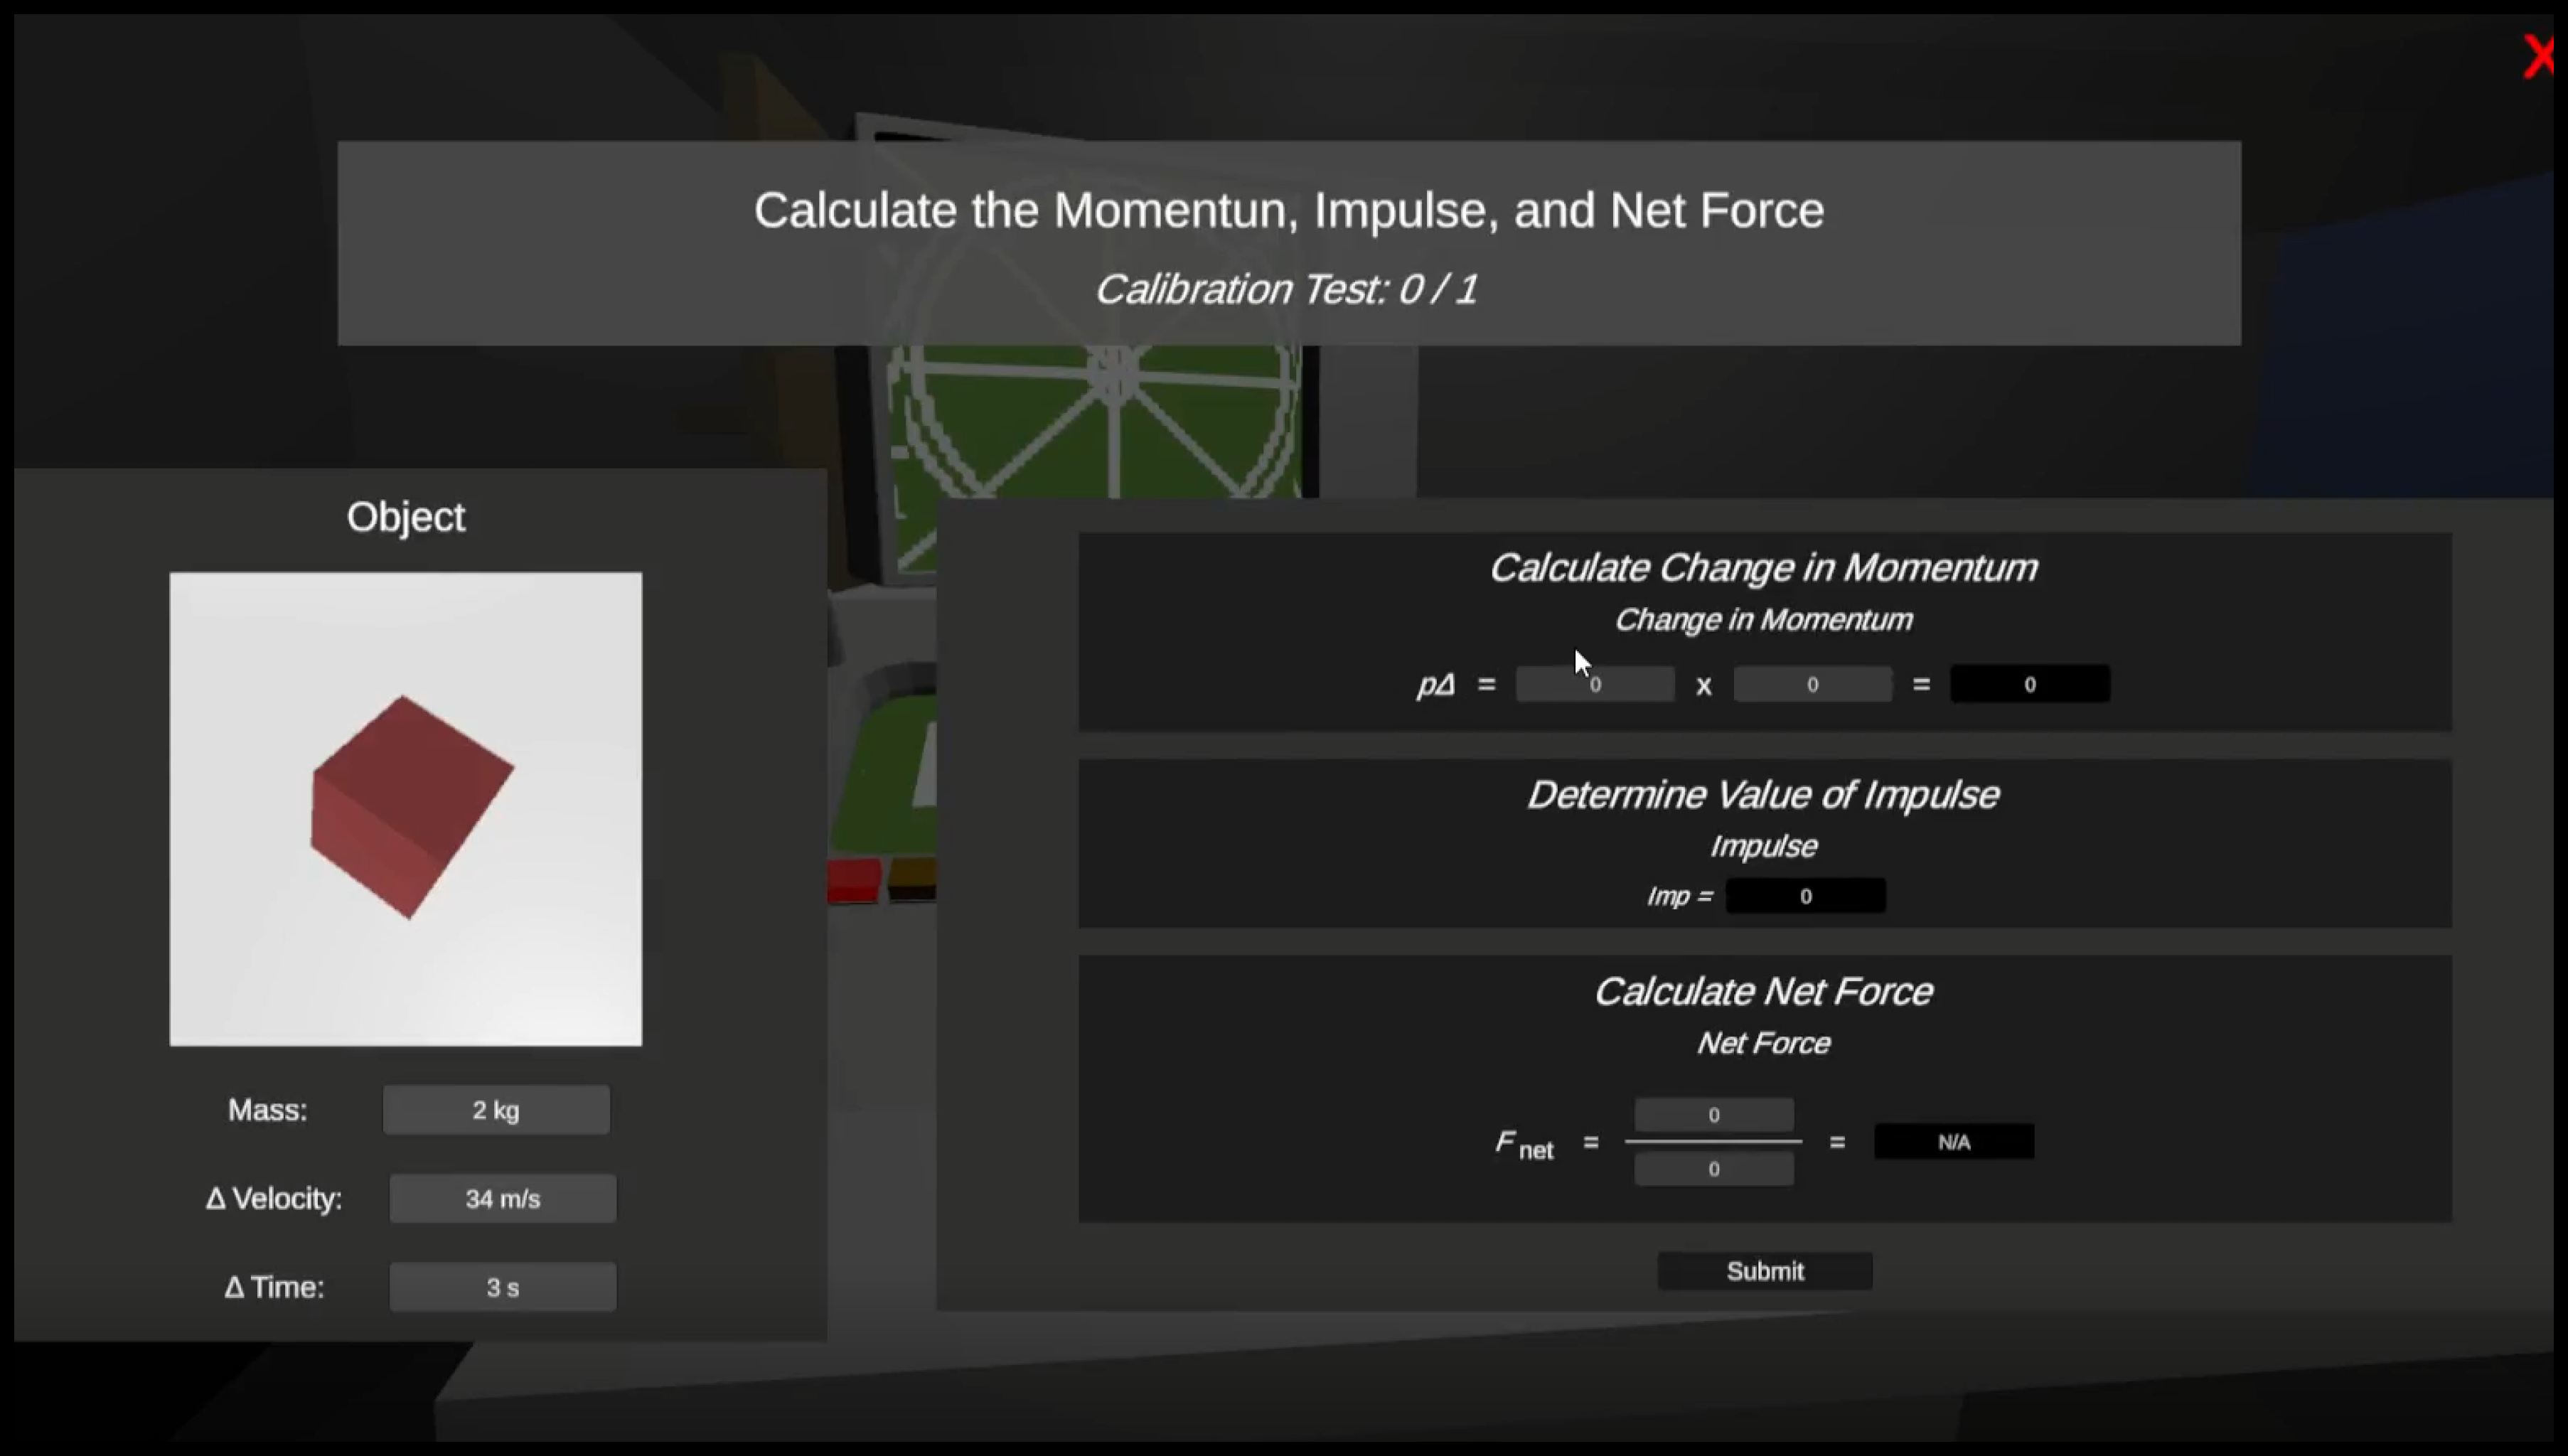 X
Calculate the Momentun, Impulse, and Net Force
Calibration Test: 0 / 1
Object
Mass: 2 kg
Δ Velocity: 34 m/s
Δ Time: 3 s
Calculate Change in Momentum
Change in Momentum
pΔ = 0 x 0 = 0
Determine Value of Impulse
Impulse
Imp = 0
Calculate Net Force
Net Force
0
F net = = N/A
0
Submit